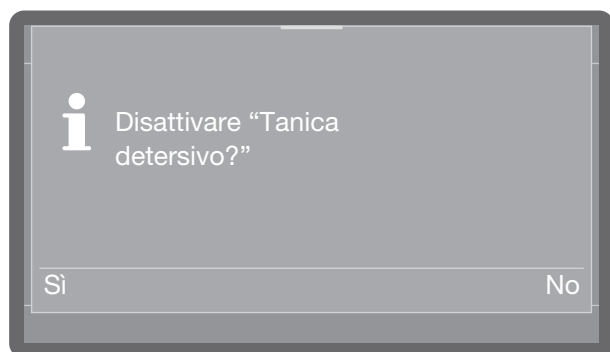 Disattivare “Tanica
detersivo?”
Sì
No